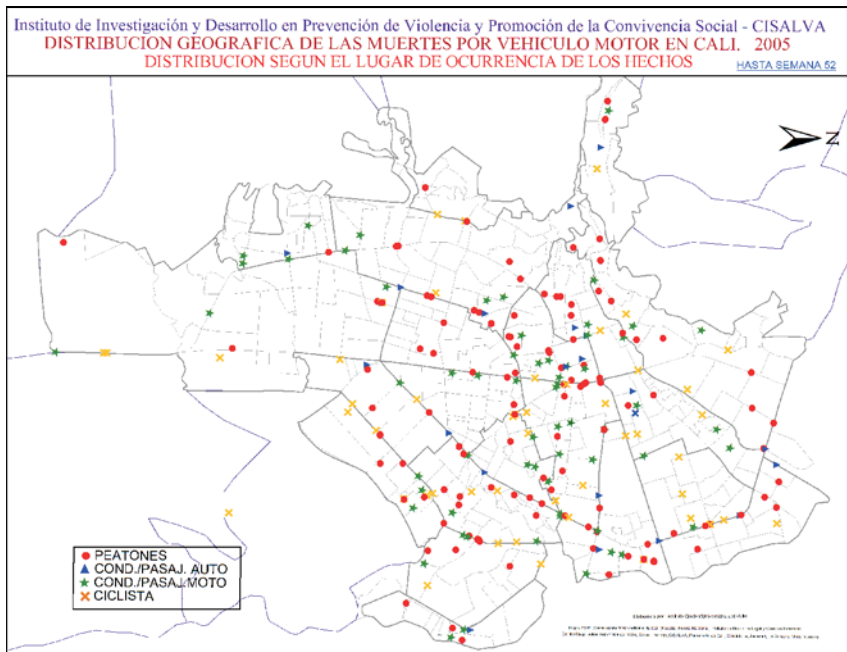 Instituto de Investigación y Desarrollo en Prevención de Violencia y Promoción de la Convivencia Social - CISALVA
DISTRIBUCION GEOGRAFICA DE LAS MUERTES POR VEHICULO MOTOR EN CALI. 2005
DISTRIBUCION SEGUN EL LUGAR DE OCURRENCIA DE LOS HECHOS
HASTA SEMANA 52
N
PEATONES
COND./PASAJ. AUTO
COND./PASAJ.MOTO
CICLISTA